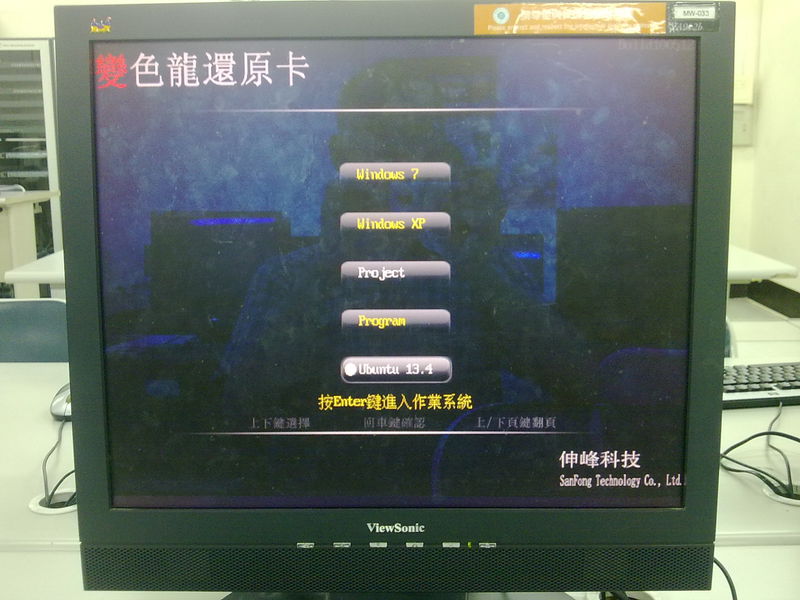 MW-033
變色龍還原卡
Windows 7
Windows XP
Project
Program
Ubuntu 13.4
按Enter鍵進入作業系統
上下鍵選擇 回車鍵確認 上/下頁鍵翻頁
伸峰科技
SanFong Technology Co., Ltd.
ViewSonic